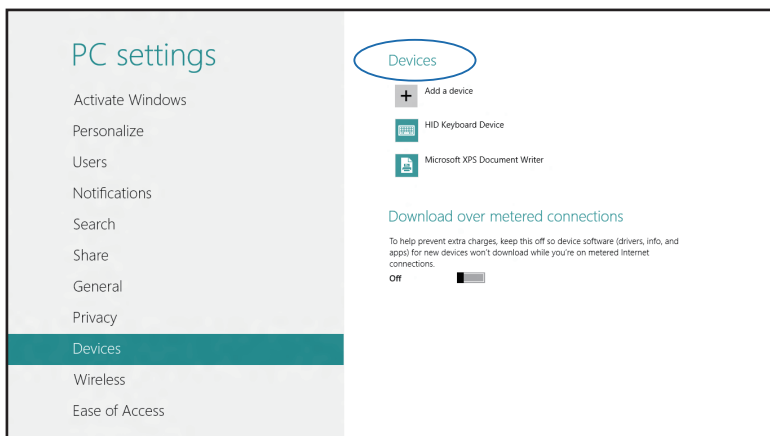 PC settings
Activate Windows
Personalize
Users
Notifications
Search
Share
General
Privacy
Devices
Wireless
Ease of Access
Devices
Add a device
HID Keyboard Device
Microsoft XPS Document Writer
Download over metered connections
To help prevent extra charges, keep this off so device software (drivers, info, and
apps) for new devices won't download while you're on metered Internet
connections.
Off